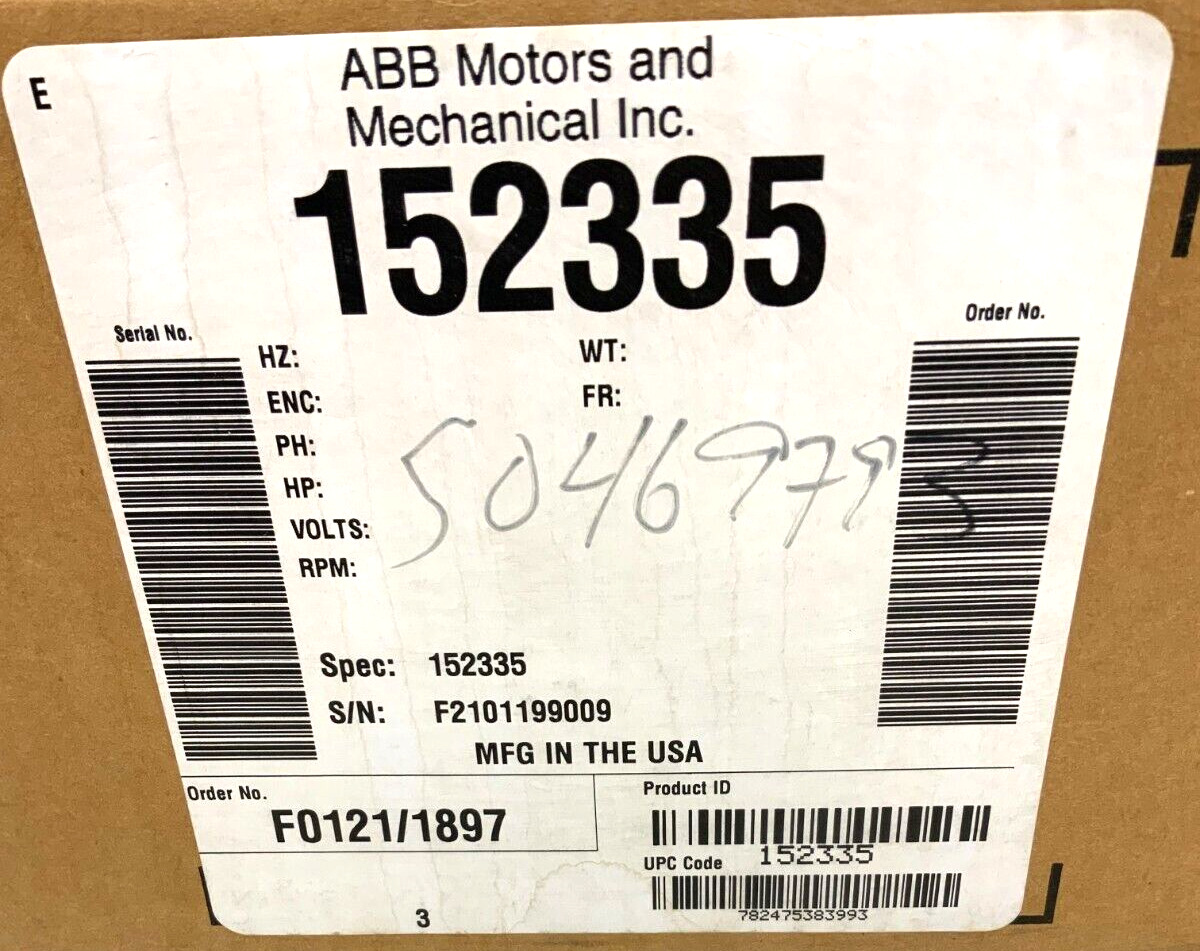 E
ABB Motors and
Mechanical Inc.
152335
Serial No.
Order No.
HZ:
WT:
ENC:
FR:
PH:
HP:
VOLTS:
RPM:
50469793
Spec: 152335
S/N: F2101199009
MFG IN THE USA
Order No.
F0121/1897
Product ID
152335
UPC Code
782475383993
3